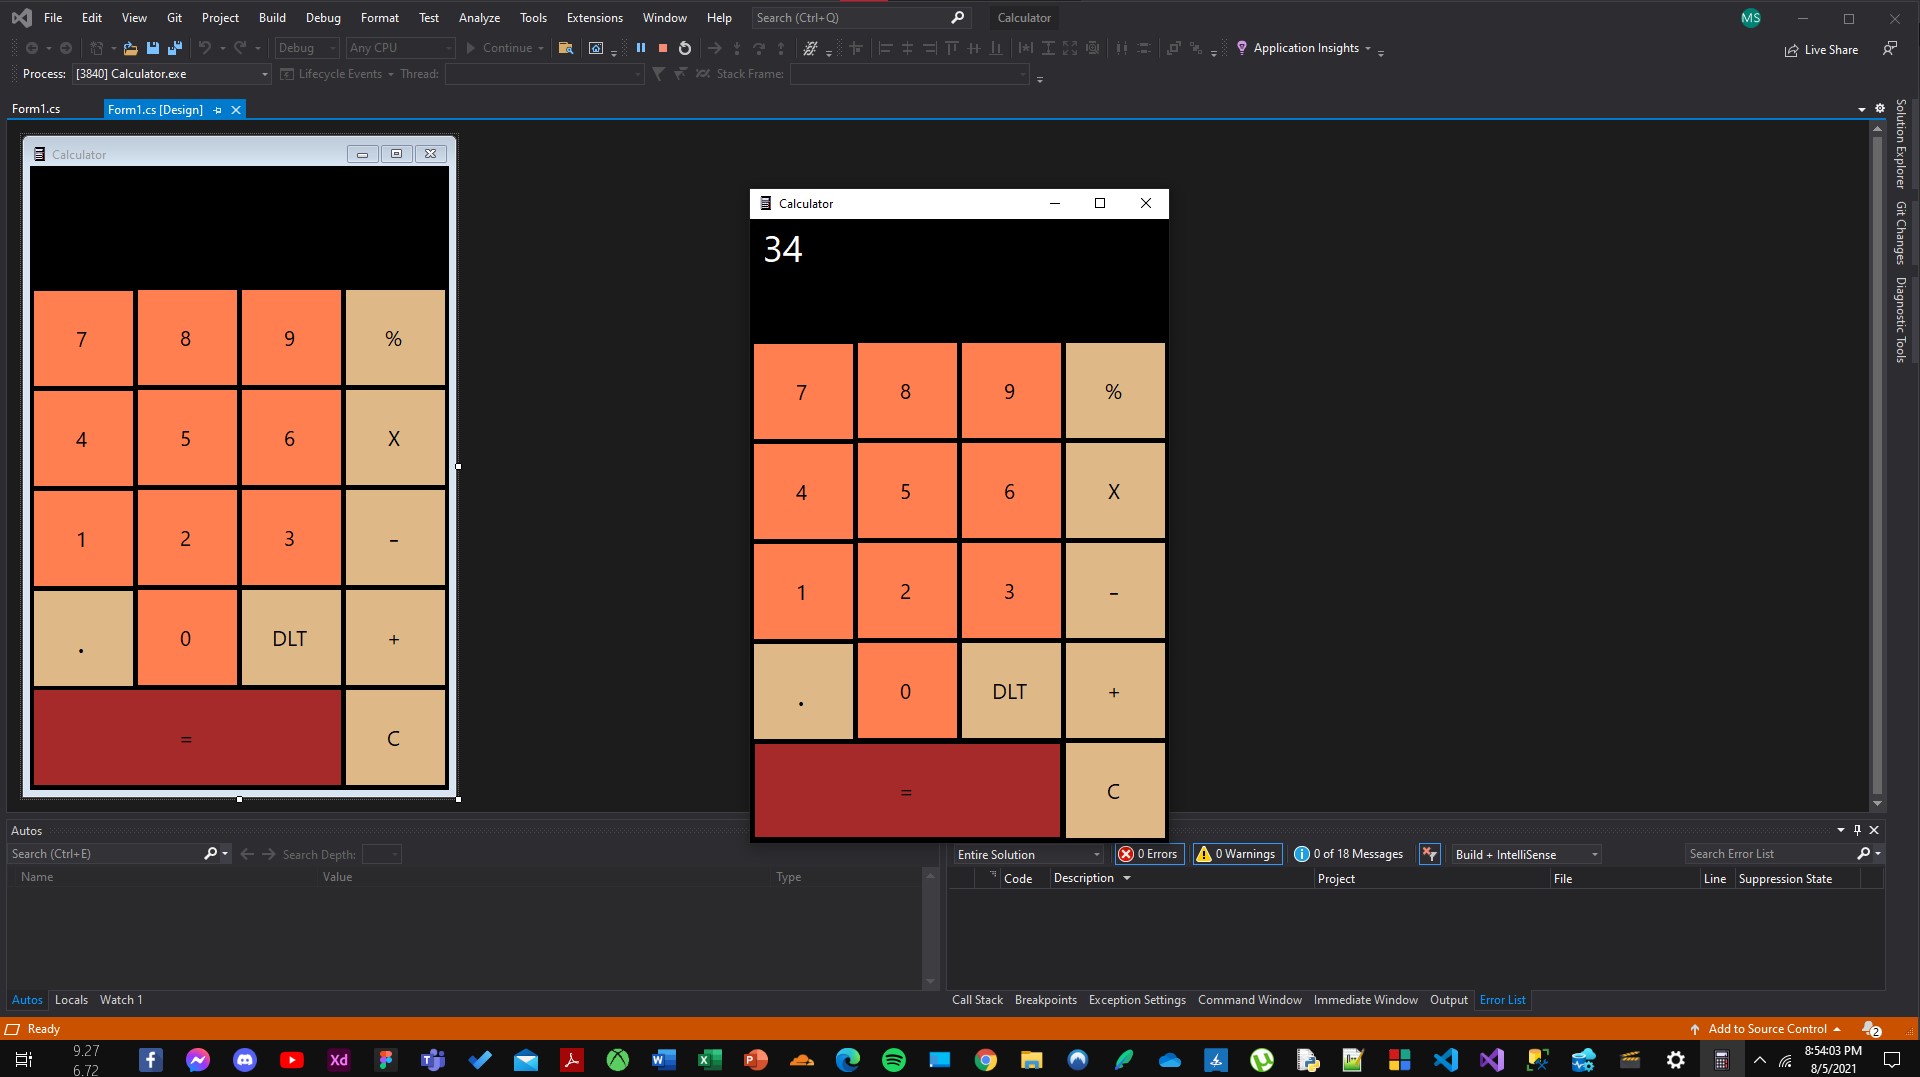 File Edit View Git Project Build Debug Format Test Analyze Tools Extensions Window Help Search (Ctrl+Q) Calculator MS
Debug Any CPU Continue Application Insights Live Share
Process: [3840] Calculator.exe Lifecycle Events Thread: Stack Frame:
Form1.cs Form1.cs [Design]
Solution Explorer
Git Changes
Diagnostic Tools
Calculator
7 8 9 %
4 5 6 X
1 2 3 -
. 0 DLT +
= C
Calculator
34
7 8 9 %
4 5 6 X
1 2 3 -
. 0 DLT +
= C
Autos
Search (Ctrl+E) Search Depth:
Name Value Type
Autos Locals Watch 1
Entire Solution 0 Errors 0 Warnings 0 of 18 Messages Build + IntelliSense Search Error List
Code Description Project File Line Suppression State
Call Stack Breakpoints Exception Settings Command Window Immediate Window Output Error List
Ready Add to Source Control 2
9.27
6.72
Xd
8:54:03 PM
8/5/2021